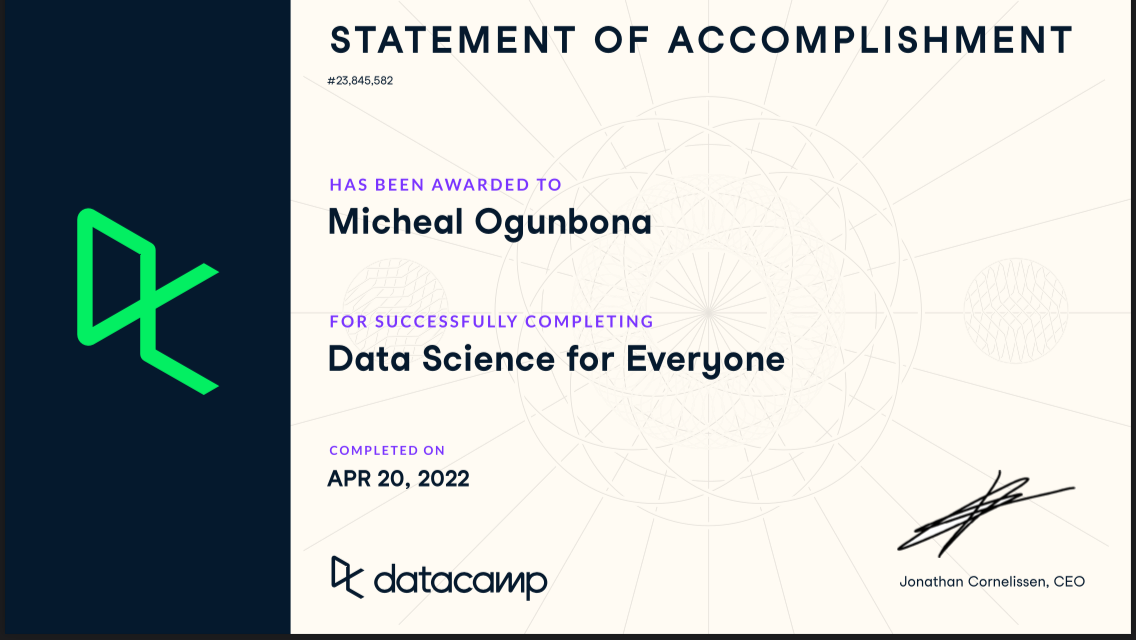 STATEMENT OF ACCOMPLISHMENT
#23,845,582
HAS BEEN AWARDED TO
Micheal Ogunbona
FOR SUCCESSFULLY COMPLETING
Data Science for Everyone
COMPLETED ON
APR 20, 2022
datacamp
Jonathan Cornelissen, CEO